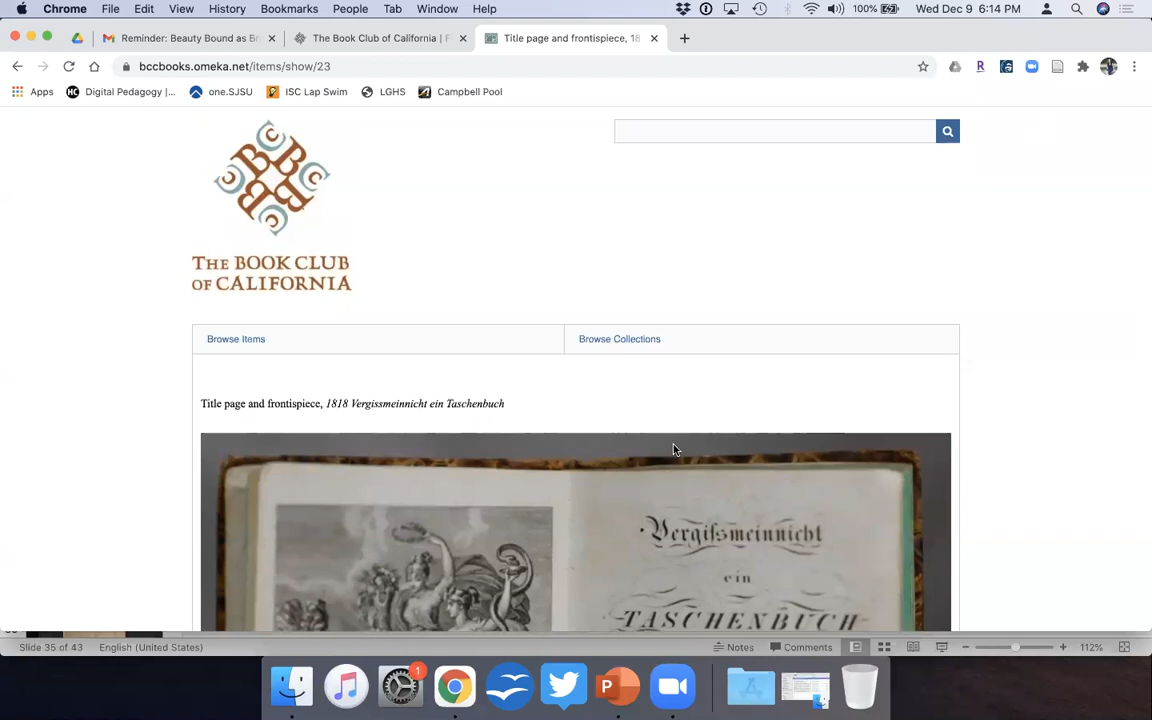 Chrome File Edit View History Bookmarks People Tab Window Help 100% Wed Dec 9 6:14 PM
Reminder: Beauty Bound as Br
The Book Club of California | F
Title page and frontispiece, 18
bccbooks.omeka.net/items/show/23
Apps Digital Pedagogy |... one.SJSU ISC Lap Swim LGHS Campbell Pool
THE BOOK CLUB
OF CALIFORNIA
Browse Items Browse Collections
Title page and frontispiece, 1818 Vergissmeinnicht ein Taschenbuch
Vergiſsmeinnicht
ein
TASCHENBUCH
Slide 35 of 43 English (United States) Notes Comments 112%
1